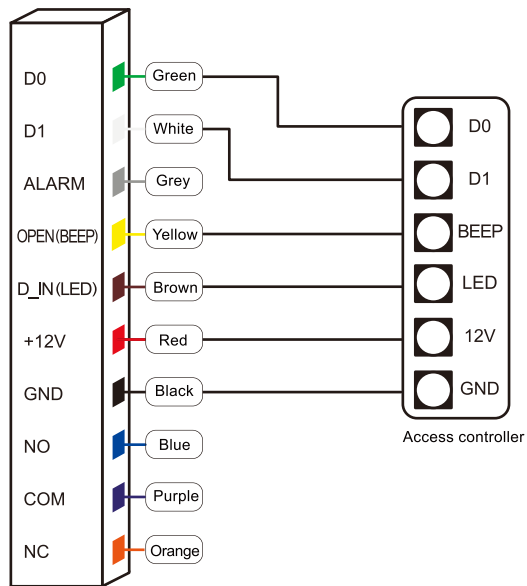 D0
Green
D1
White
ALARM
Grey
OPEN(BEEP)
Yellow
D_IN(LED)
Brown
+12V
Red
GND
Black
NO
Blue
COM
Purple
NC
Orange
D0
D1
BEEP
LED
12V
GND
Access controller